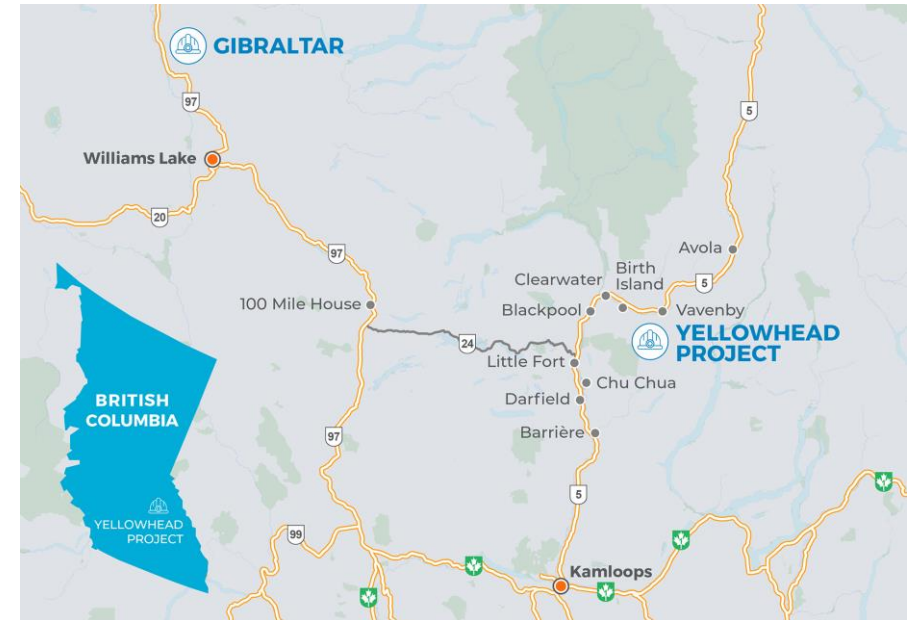 GIBRALTAR
97
5
Williams Lake
20
97
Avola
Clearwater
Birth
Island
5
100 Mile House
Blackpool
Vavenby
YELLOWHEAD
PROJECT
24
Little Fort
Chu Chua
Darfield
BRITISH
COLUMBIA
97
Barrière
5
YELLOWHEAD
PROJECT
99
Kamloops